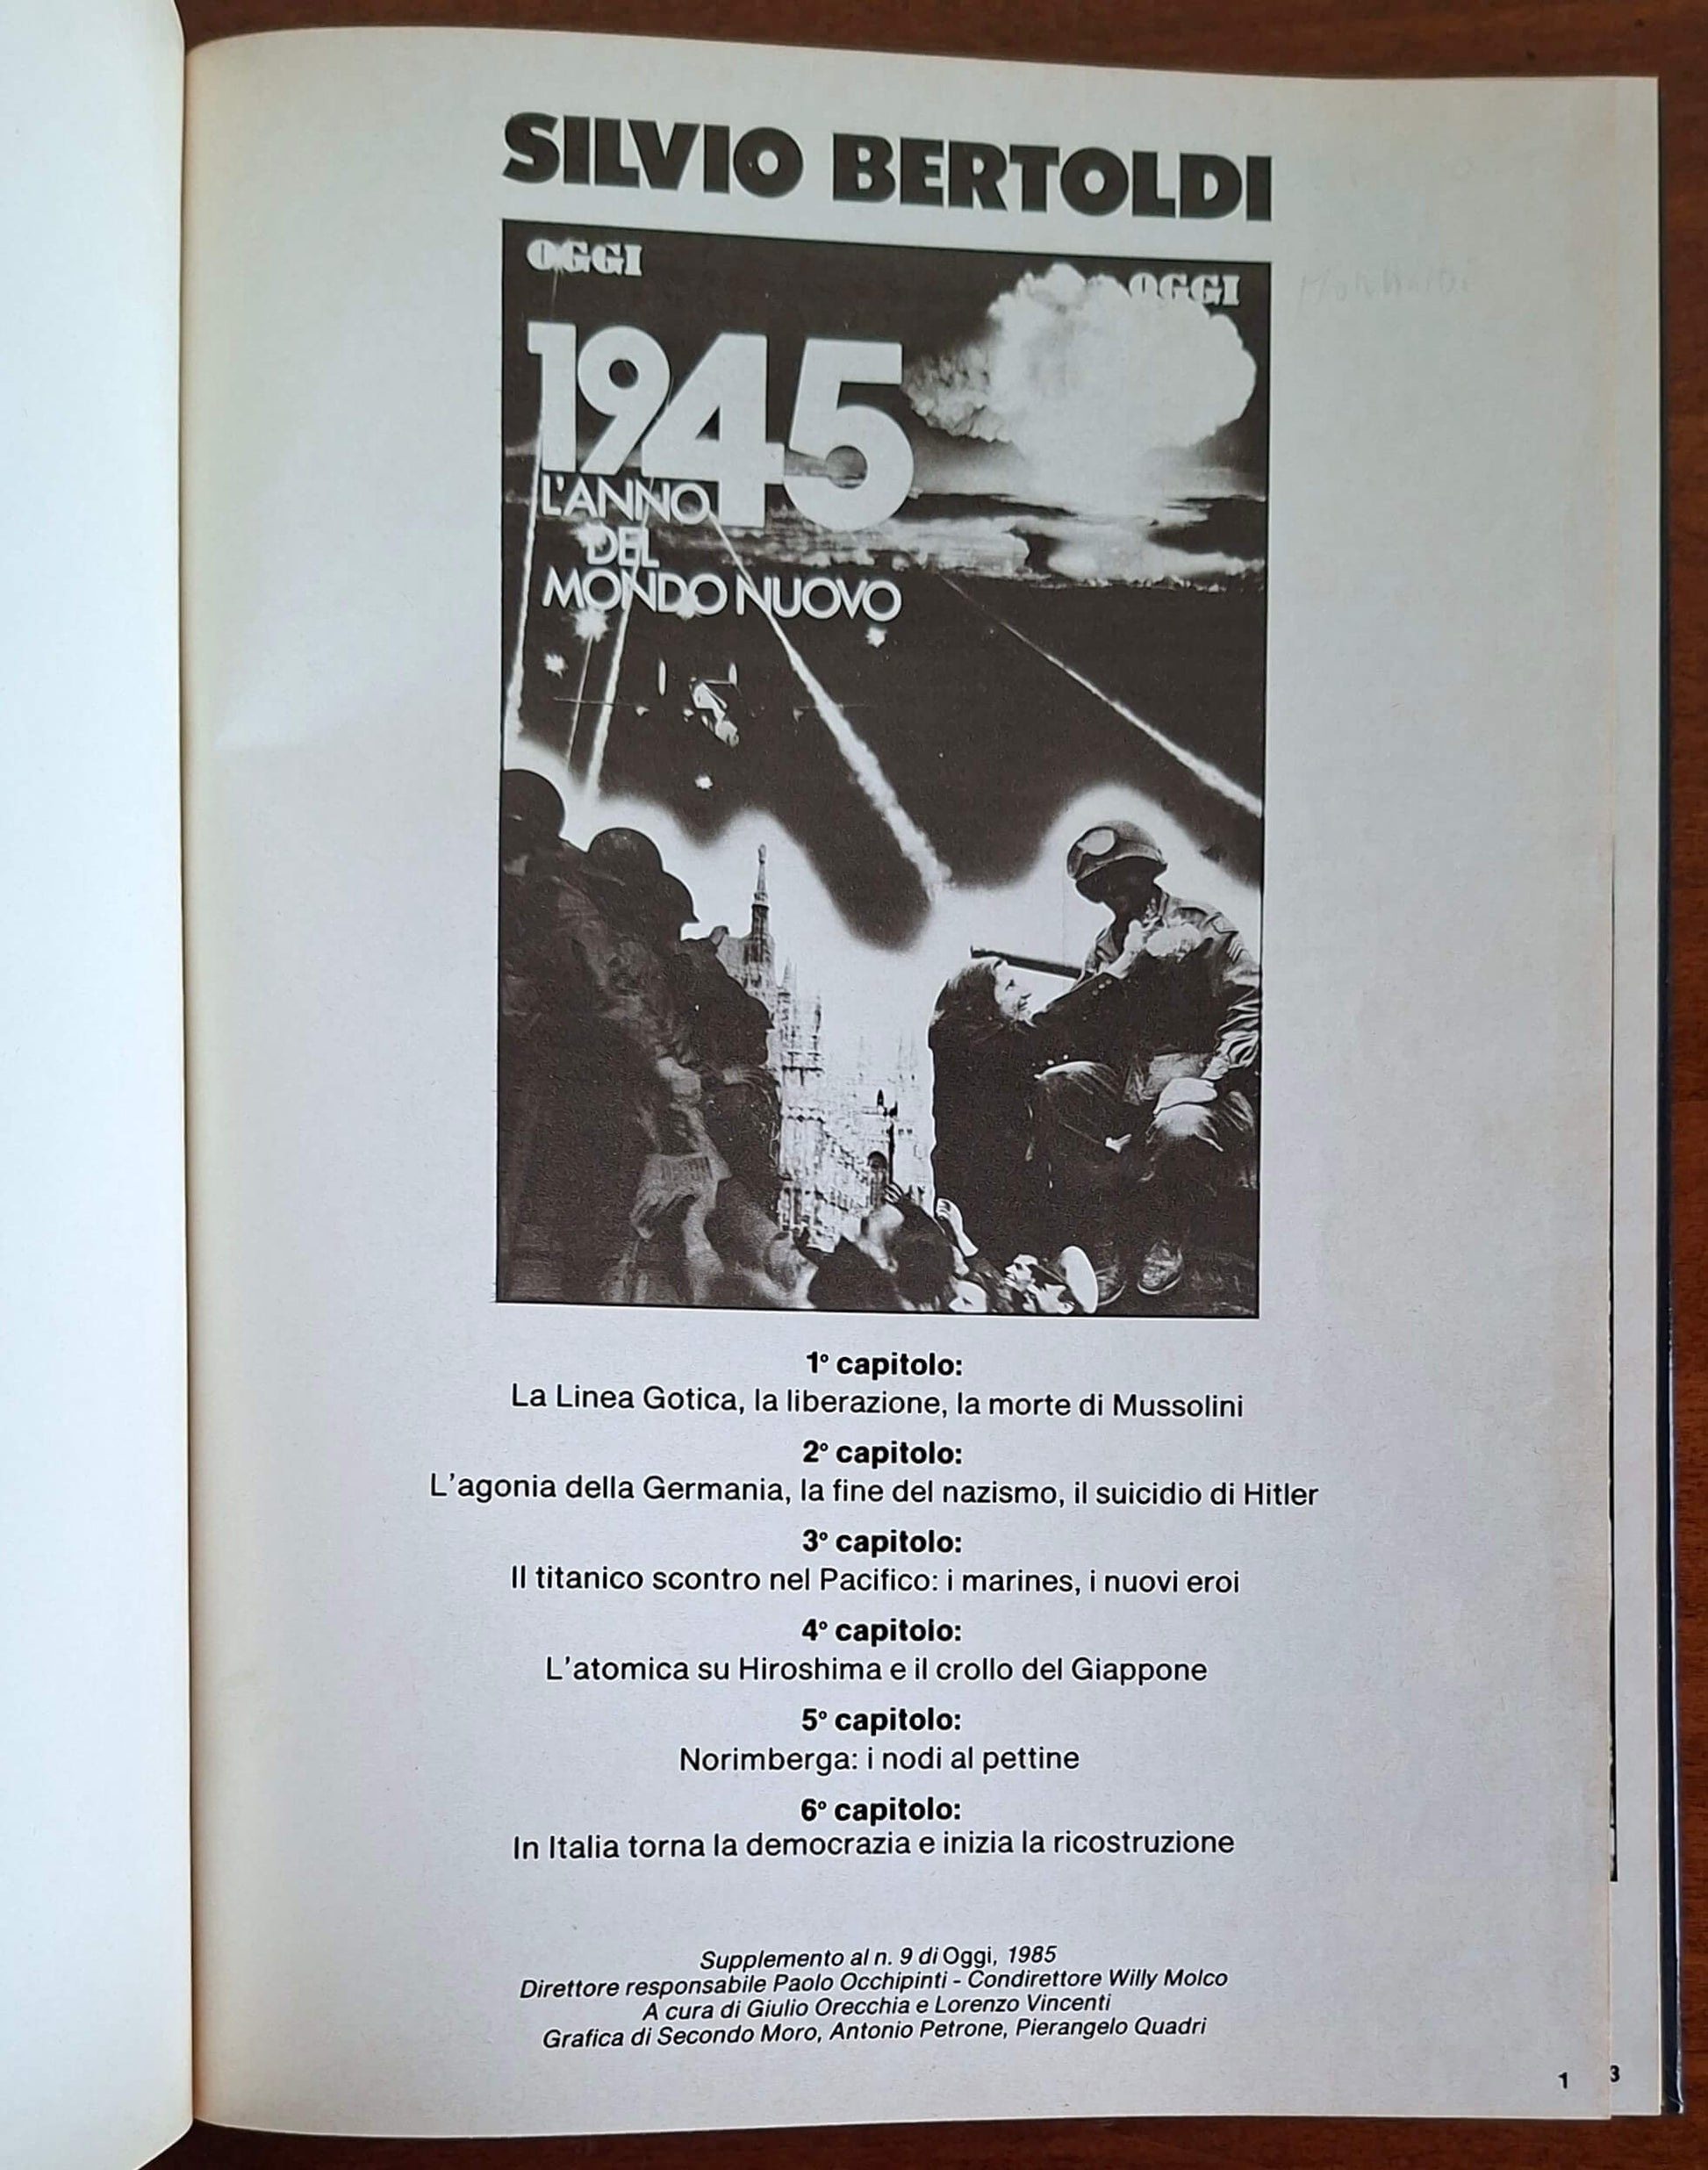 SILVIO BERTOLDI
OGGI
OGGI
1945
L'ANNO
DEL
MONDO NUOVO
1° capitolo:
La Linea Gotica, la liberazione, la morte di Mussolini
2° capitolo:
L'agonia della Germania, la fine del nazismo, il suicidio di Hitler
3° capitolo:
Il titanico scontro nel Pacifico: i marines, i nuovi eroi
4° capitolo:
L'atomica su Hiroshima e il crollo del Giappone
5° capitolo:
Norimberga: i nodi al pettine
6° capitolo:
In Italia torna la democrazia e inizia la ricostruzione
Supplemento al n. 9 di Oggi, 1985
Direttore responsabile Paolo Occhipinti - Condirettore Willy Molco
A cura di Giulio Orecchia e Lorenzo Vincenti
Grafica di Secondo Moro, Antonio Petrone, Pierangelo Quadri
1
3